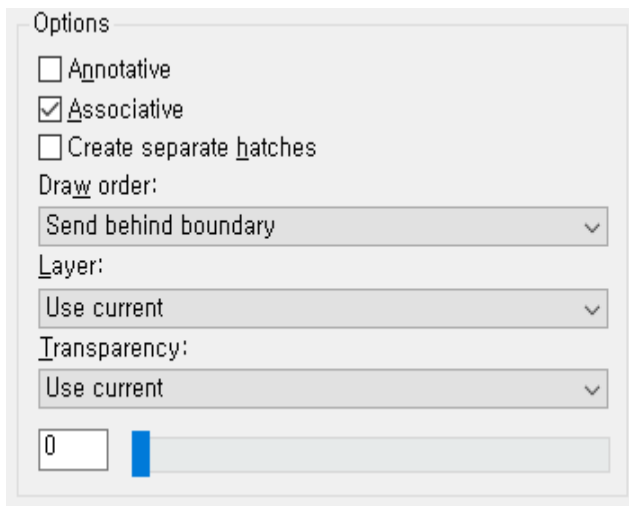 Options
Annotative
Associative
Create separate hatches
Draw order:
Send behind boundary
Layer:
Use current
Transparency:
Use current
0